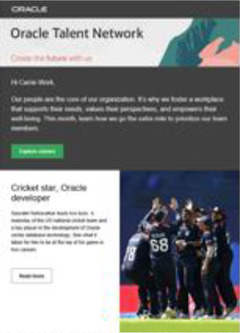 ORACLE
Oracle Talent Network
Create the future with us
Hi Carrie Work,
Our people are the core of our organization. It's why we foster a workplace
that supports their needs, values their perspectives, and empowers their
well-being. This month, learn how we go the extra mile to prioritize our team
members.
Explore careers
Cricket star, Oracle
developer
leads two lives. A
member of the US national cricket team and
a key player in the development of Oracle
database technology. See what it
takes for him to be at the top of his game in
two careers.
Read more
78
68